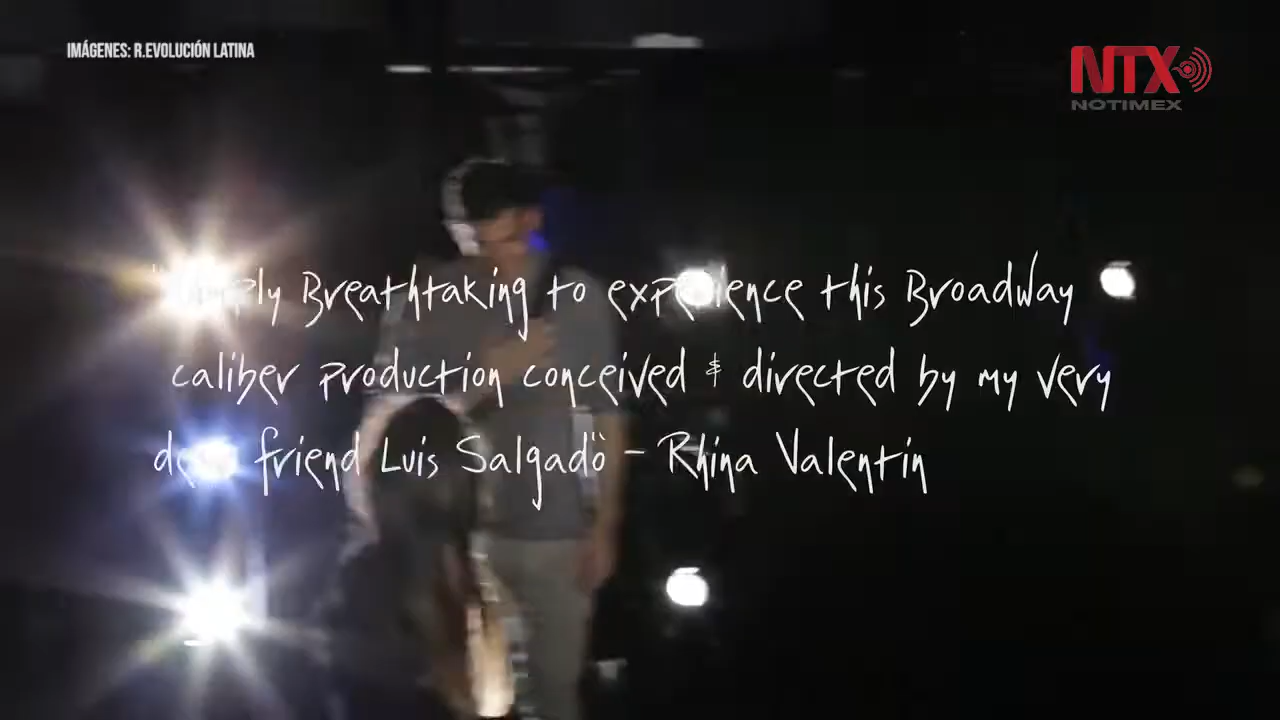 IMÁGENES: R.EVOLUCIÓN LATINA
NTX
NOTIMEX
Breathtaking to experience this Broadway
caliber production conceived & directed by my very
friend Luis Salgado" - Rhina Valentin